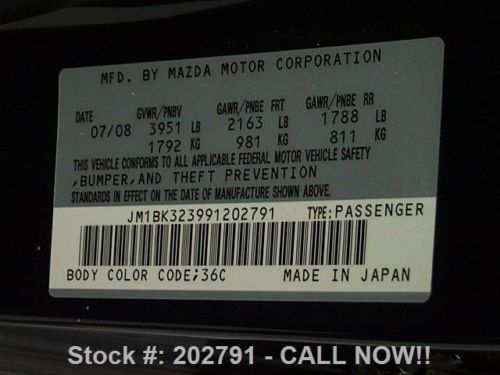 MFD. BY MAZDA MOTOR CORPORATION
DATE GVWR/PNBV GAWR/PNBE FRT GAWR/PNBE RR
07/08 3951 LB 2163 LB 1788 LB
1792 KG 981 KG 811 KG
THIS VEHICLE CONFORMS TO ALL APPLICABLE FEDERAL MOTOR VEHICLE SAFETY
,BUMPER,AND THEFT PREVENTION
STANDARDS IN EFFECT ON THE DATE OF MANUFACTURE SHOWN ABOVE.
JM1BK323991202791 TYPE:PASSENGER
BODY COLOR CODE;36C MADE IN JAPAN
Stock #: 202791 - CALL NOW!!